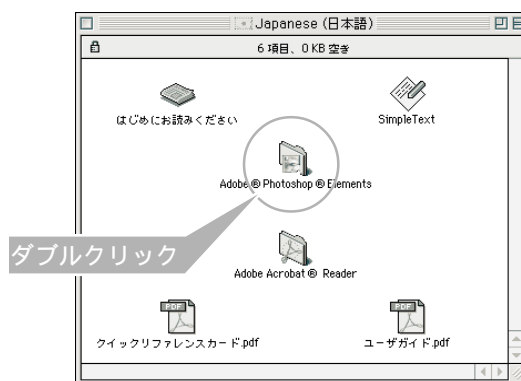 Japanese (日本語)
6 項目、0 KB 空き
はじめにお読みください
SimpleText
Adobe ® Photoshop ® Elements
ダブルクリック
Adobe Acrobat ® Reader
PDF
PDF
クイックリファレンスカード.pdf
ユーザガイド.pdf